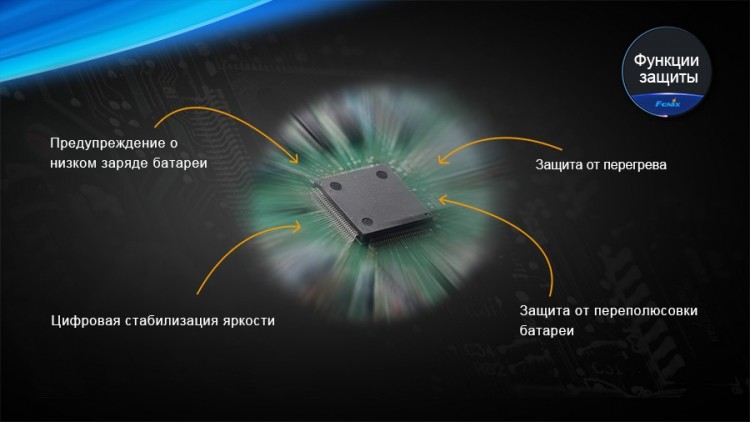 Функции
защиты
Fenix
Предупреждение о
низком заряде батареи
Защита от перегрева
Цифровая стабилизация яркости
Защита от переполюсовки
батареи